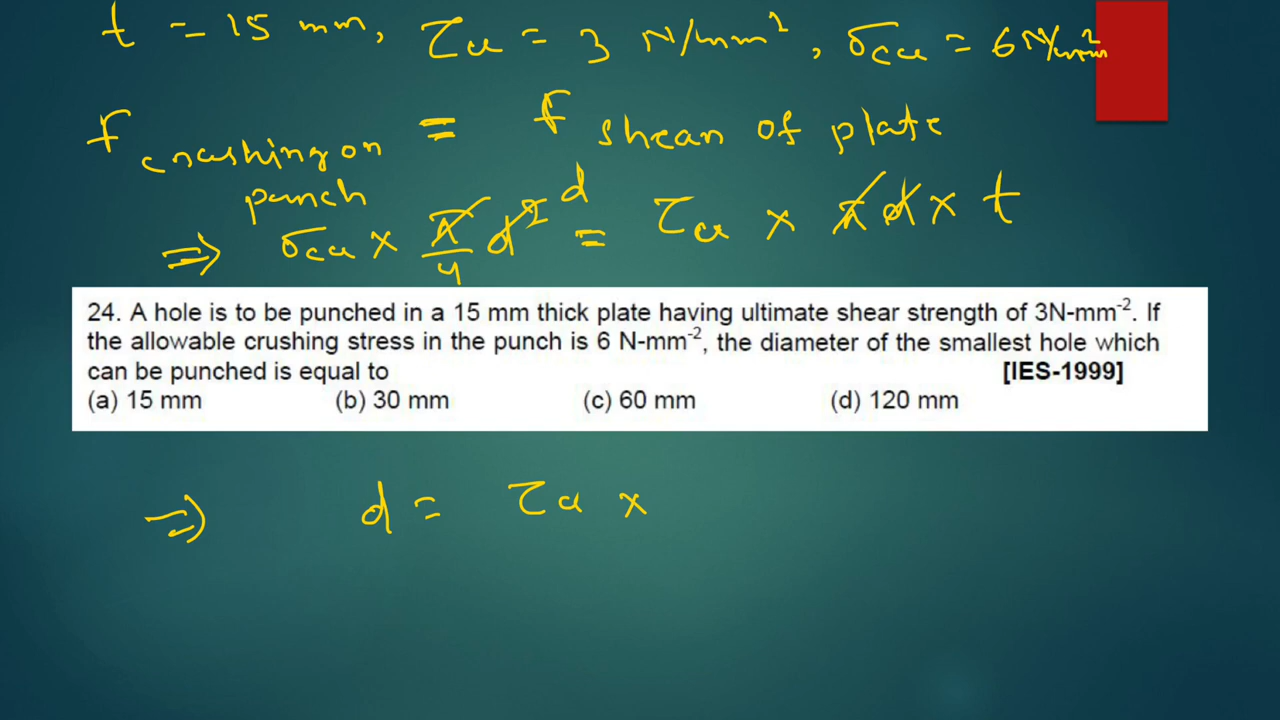 t = 15 mm, τu = 3 N/mm², σcu = 6N/mm²
f crushing on punch = f shear of plate
⇒ σcu × π/4 d² d = τu × πd × t
24. A hole is to be punched in a 15 mm thick plate having ultimate shear strength of 3N-mm⁻². If
the allowable crushing stress in the punch is 6 N-mm⁻², the diameter of the smallest hole which
can be punched is equal to [IES-1999]
(a) 15 mm (b) 30 mm (c) 60 mm (d) 120 mm
⇒ d = τu ×